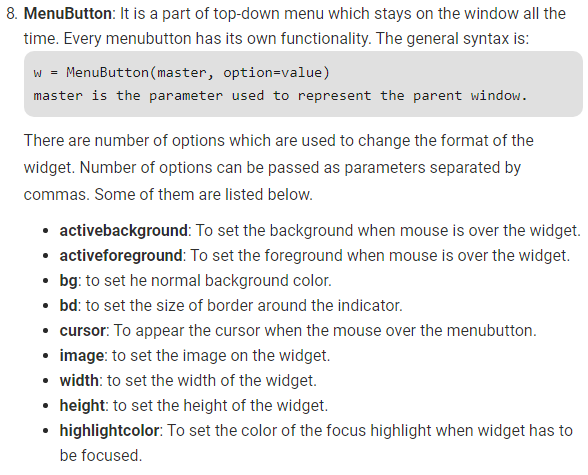 8. MenuButton: It is a part of top-down menu which stays on the window all the
time. Every menubutton has its own functionality. The general syntax is:
w = MenuButton(master, option=value)
master is the parameter used to represent the parent window.
There are number of options which are used to change the format of the
widget. Number of options can be passed as parameters separated by
commas. Some of them are listed below.
• activebackground: To set the background when mouse is over the widget.
• activeforeground: To set the foreground when mouse is over the widget.
• bg: to set he normal background color.
• bd: to set the size of border around the indicator.
• cursor: To appear the cursor when the mouse over the menubutton.
• image: to set the image on the widget.
• width: to set the width of the widget.
• height: to set the height of the widget.
• highlightcolor: To set the color of the focus highlight when widget has to
be focused.